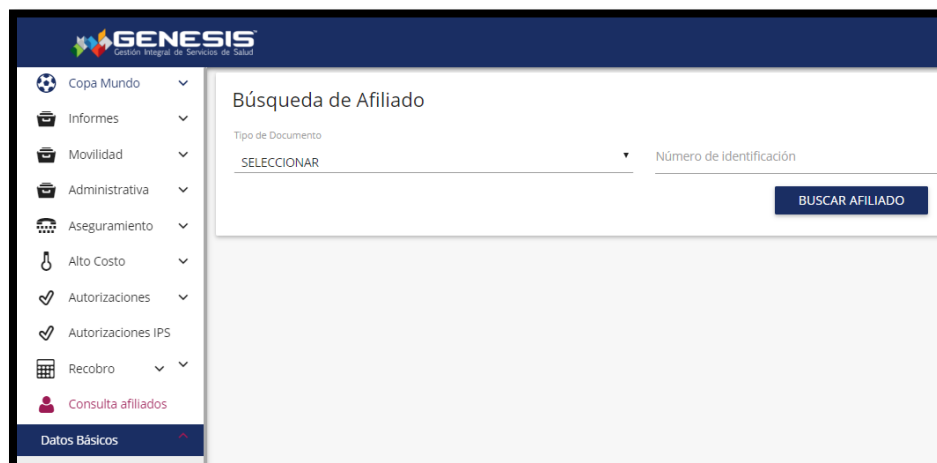 GENESIS
Gestión Integral de Servicios de Salud
Copa Mundo
Informes
Movilidad
Administrativa
Aseguramiento
Alto Costo
Autorizaciones
Autorizaciones IPS
Recobro
Consulta afiliados
Datos Básicos
Búsqueda de Afiliado
Tipo de Documento
SELECCIONAR
Número de identificación
BUSCAR AFILIADO